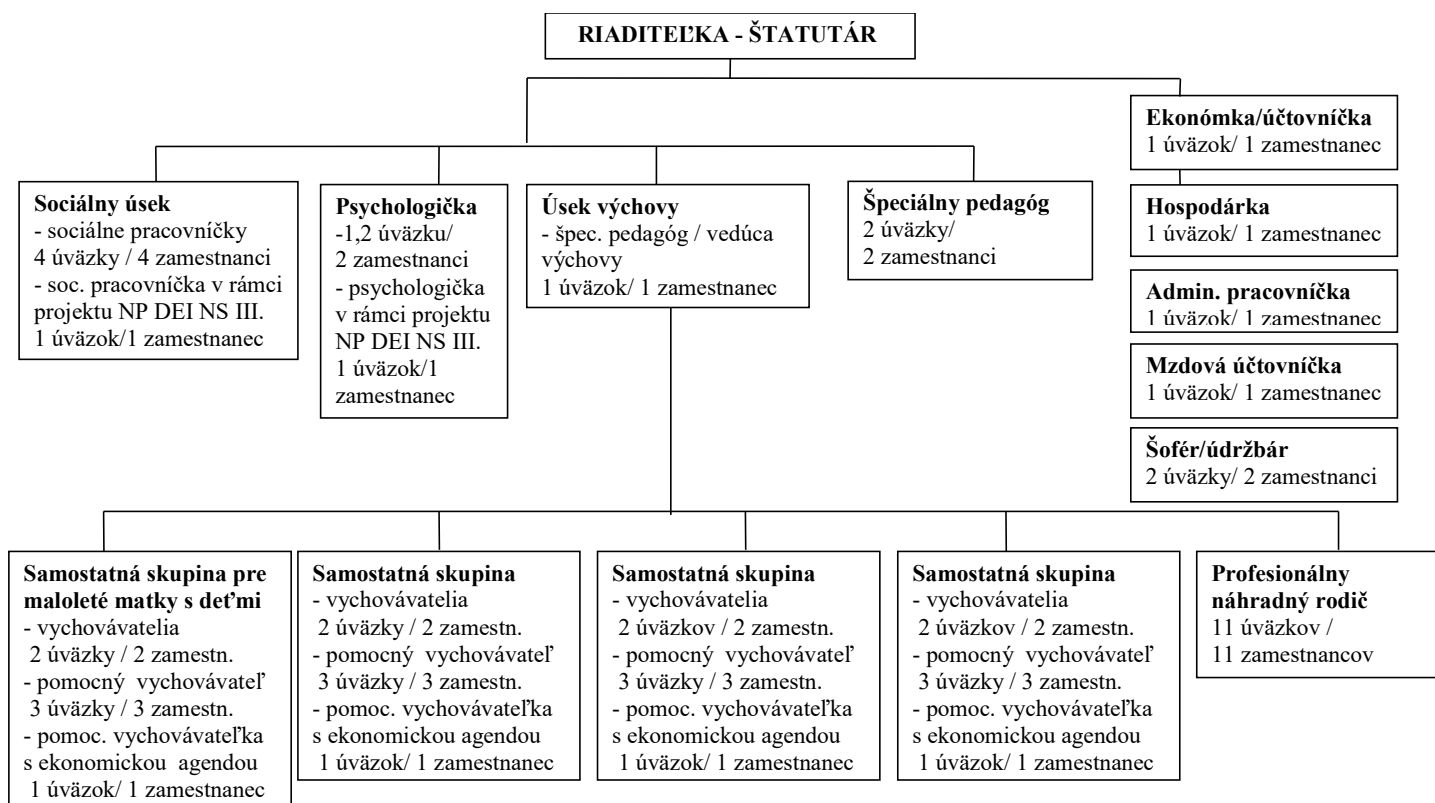 RIADITEĽKA - ŠTATUTÁR
Ekonómka/účtovníčka
1 úväzok/ 1 zamestnanec
Sociálny úsek
- sociálne pracovníčky
4 úväzky / 4 zamestnanci
- soc. pracovníčka v rámci
projektu NP DEI NS III.
1 úväzok/1 zamestnanec
Psychologička
-1,2 úväzku/
2 zamestnanci
- psychologička
v rámci projektu
NP DEI NS III.
1 úväzok/1
zamestnanec
Úsek výchovy
- špec. pedagóg / vedúca
výchovy
1 úväzok/ 1 zamestnanec
Špeciálny pedagóg
2 úväzky/
2 zamestnanci
Hospodárka
1 úväzok/ 1 zamestnanec
Admin. pracovníčka
1 úväzok/ 1 zamestnanec
Mzdová účtovníčka
1 úväzok/ 1 zamestnanec
Šofér/údržbár
2 úväzky/ 2 zamestnanci
Samostatná skupina pre
maloleté matky s deťmi
- vychovávatelia
2 úväzky / 2 zamestn.
- pomocný vychovávateľ
3 úväzky / 3 zamestn.
- pomoc. vychovávateľka
s ekonomickou agendou
1 úväzok/ 1 zamestnanec
Samostatná skupina
- vychovávatelia
2 úväzky / 2 zamestn.
- pomocný vychovávateľ
3 úväzky / 3 zamestn.
- pomoc. vychovávateľka
s ekonomickou agendou
1 úväzok/ 1 zamestnanec
Samostatná skupina
- vychovávatelia
2 úväzkov / 2 zamestn.
- pomocný vychovávateľ
3 úväzky / 3 zamestn.
- pomoc. vychovávateľka
s ekonomickou agendou
1 úväzok/ 1 zamestnanec
Samostatná skupina
- vychovávatelia
2 úväzkov / 2 zamestn.
- pomocný vychovávateľ
3 úväzky / 3 zamestn.
- pomoc. vychovávateľka
s ekonomickou agendou
1 úväzok/ 1 zamestnanec
Profesionálny
náhradný rodič
11 úväzkov /
11 zamestnancov